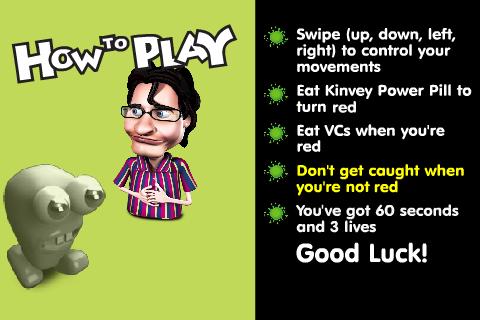 HOW TO PLAY
Swipe (up, down, left,
right) to control your
movements
Eat Kinvey Power Pill to
turn red
Eat VCs when you're
red
Don't get caught when
you're not red
You've got 60 seconds
and 3 lives
Good Luck!